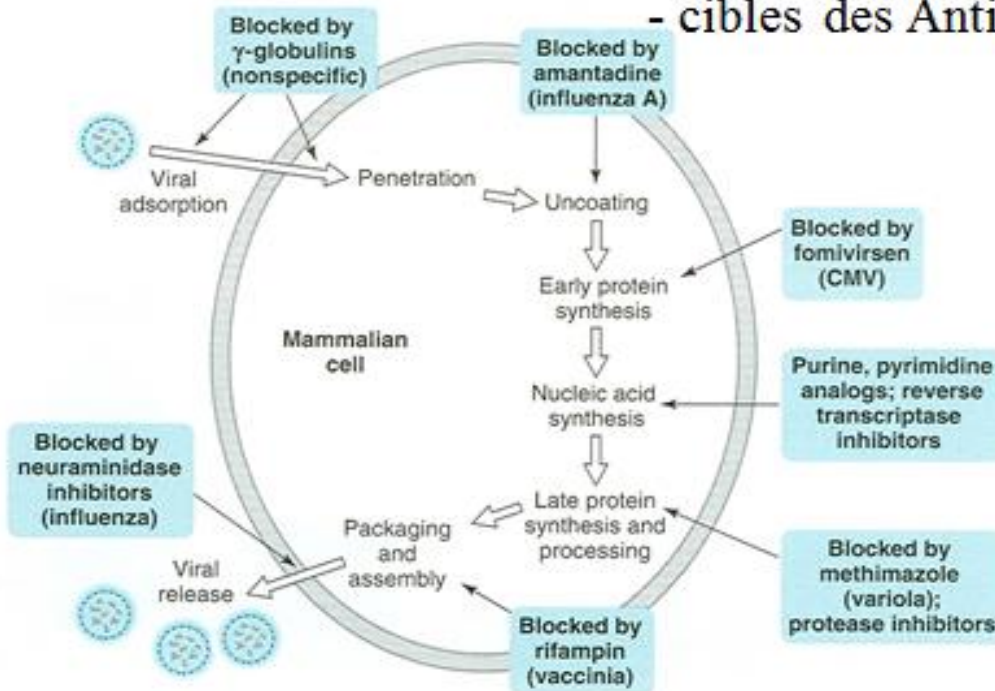 - cibles des Anti
Blocked by
γ-globulins
(nonspecific)
Blocked by
amantadine
(influenza A)
Viral
adsorption
Penetration
Uncoating
Blocked by
fomivirsen
(CMV)
Early protein
synthesis
Mammalian
cell
Purine, pyrimidine
analogs; reverse
transcriptase
inhibitors
Nucleic acid
synthesis
Blocked by
neuraminidase
inhibitors
(influenza)
Late protein
synthesis and
processing
Packaging
and
assembly
Viral
release
Blocked by
methimazole
(variola);
protease inhibitors
Blocked by
rifampin
(vaccinia)